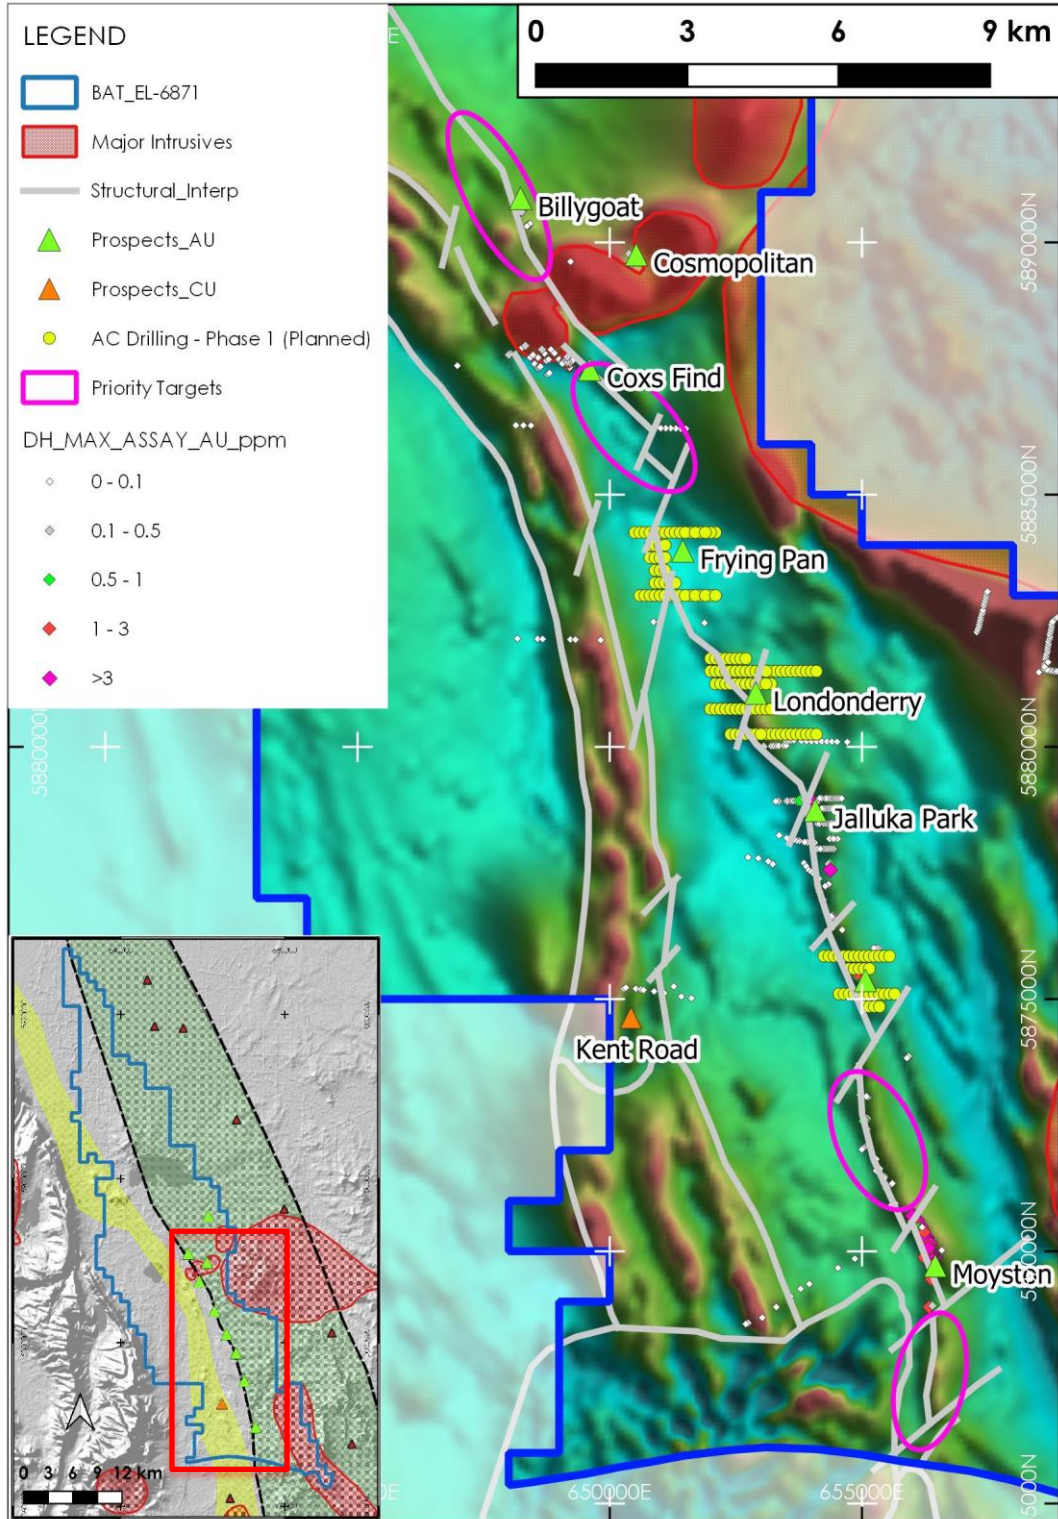 LEGEND
BAT_EL-6871
Major Intrusives
Structural_Interp
Prospects_AU
Prospects_CU
AC Drilling - Phase 1 (Planned)
Priority Targets
DH_MAX_ASSAY_AU_ppm
0 - 0.1
0.1 - 0.5
0.5 - 1
1 - 3
>3
0 3 6 9 km
E
Billygoat
Cosmopolitan
5890000N
Coxs Find
5885000N
Frying Pan
Londonderry
5880000N
5880000N
Jalluka Park
5875000N
Kent Road
Moyston
0 3 6 9 12 km
E
650000E
655000E